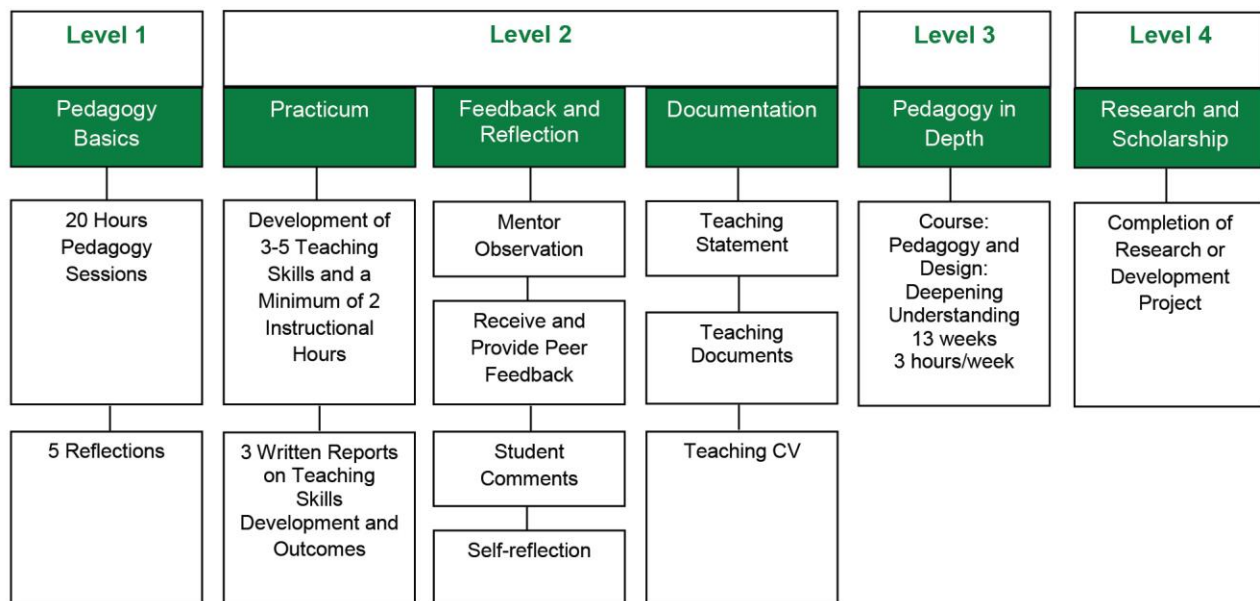 Level 1
Pedagogy
Basics
20 Hours
Pedagogy
Sessions
5 Reflections
Level 2
Practicum
Development of
3-5 Teaching
Skills and a
Minimum of 2
Instructional
Hours
3 Written Reports
on Teaching
Skills
Development and
Outcomes
Feedback and
Reflection
Mentor
Observation
Receive and
Provide Peer
Feedback
Student
Comments
Self-reflection
Documentation
Teaching
Statement
Teaching
Documents
Teaching CV
Level 3
Pedagogy in
Depth
Course:
Pedagogy and
Design:
Deepening
Understanding
13 weeks
3 hours/week
Level 4
Research and
Scholarship
Completion of
Research or
Development
Project